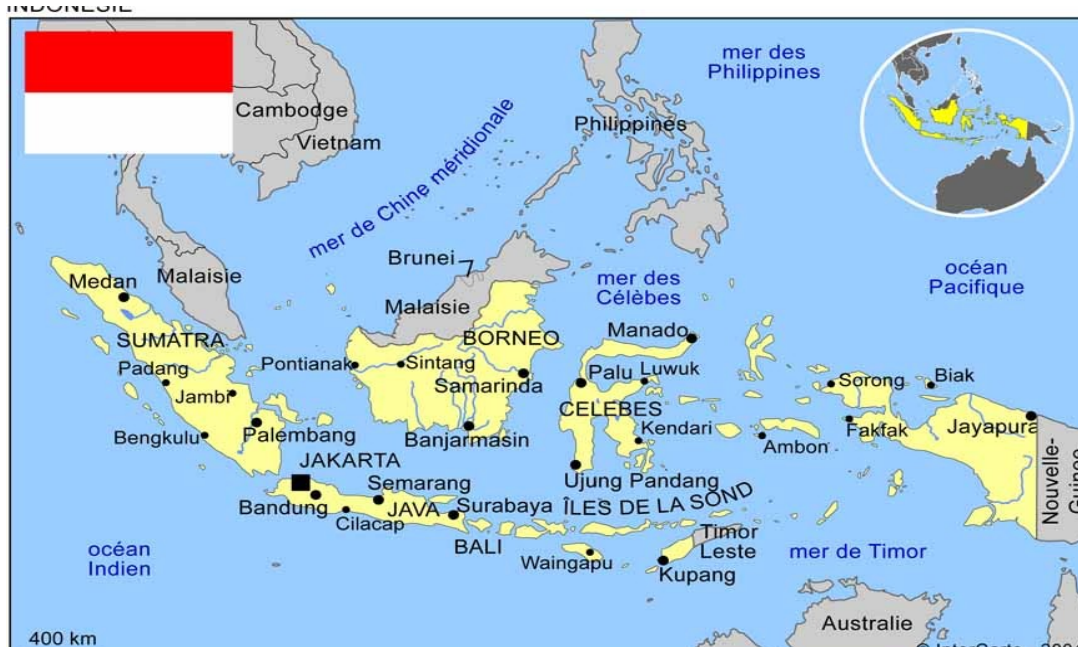 INDONESIE
mer des
Philippines
Cambodge
Vietnam
Philippines
mer de Chine méridionale
Brunei
Malaisie
mer des
Célèbes
océan
Pacifique
Medan
Malaisie
Manado
SUMATRA
BORNEO
Padang
Pontianak
Sintang
Palu
Luwuk
Sorong
Biak
Jambi
Samarinda
CELEBES
Bengkulu
Palembang
Banjarmasin
Kendari
Ambon
Fakfak
Jayapura
JAKARTA
Semarang
Ujung Pandang
Nouvelle-
Guinee
Bandung
JAVA
Surabaya
ÎLES DE LA SOND
Cilacap
BALI
Timor
Leste
océan
Indien
Waingapu
Kupang
mer de Timor
Australie
400 km